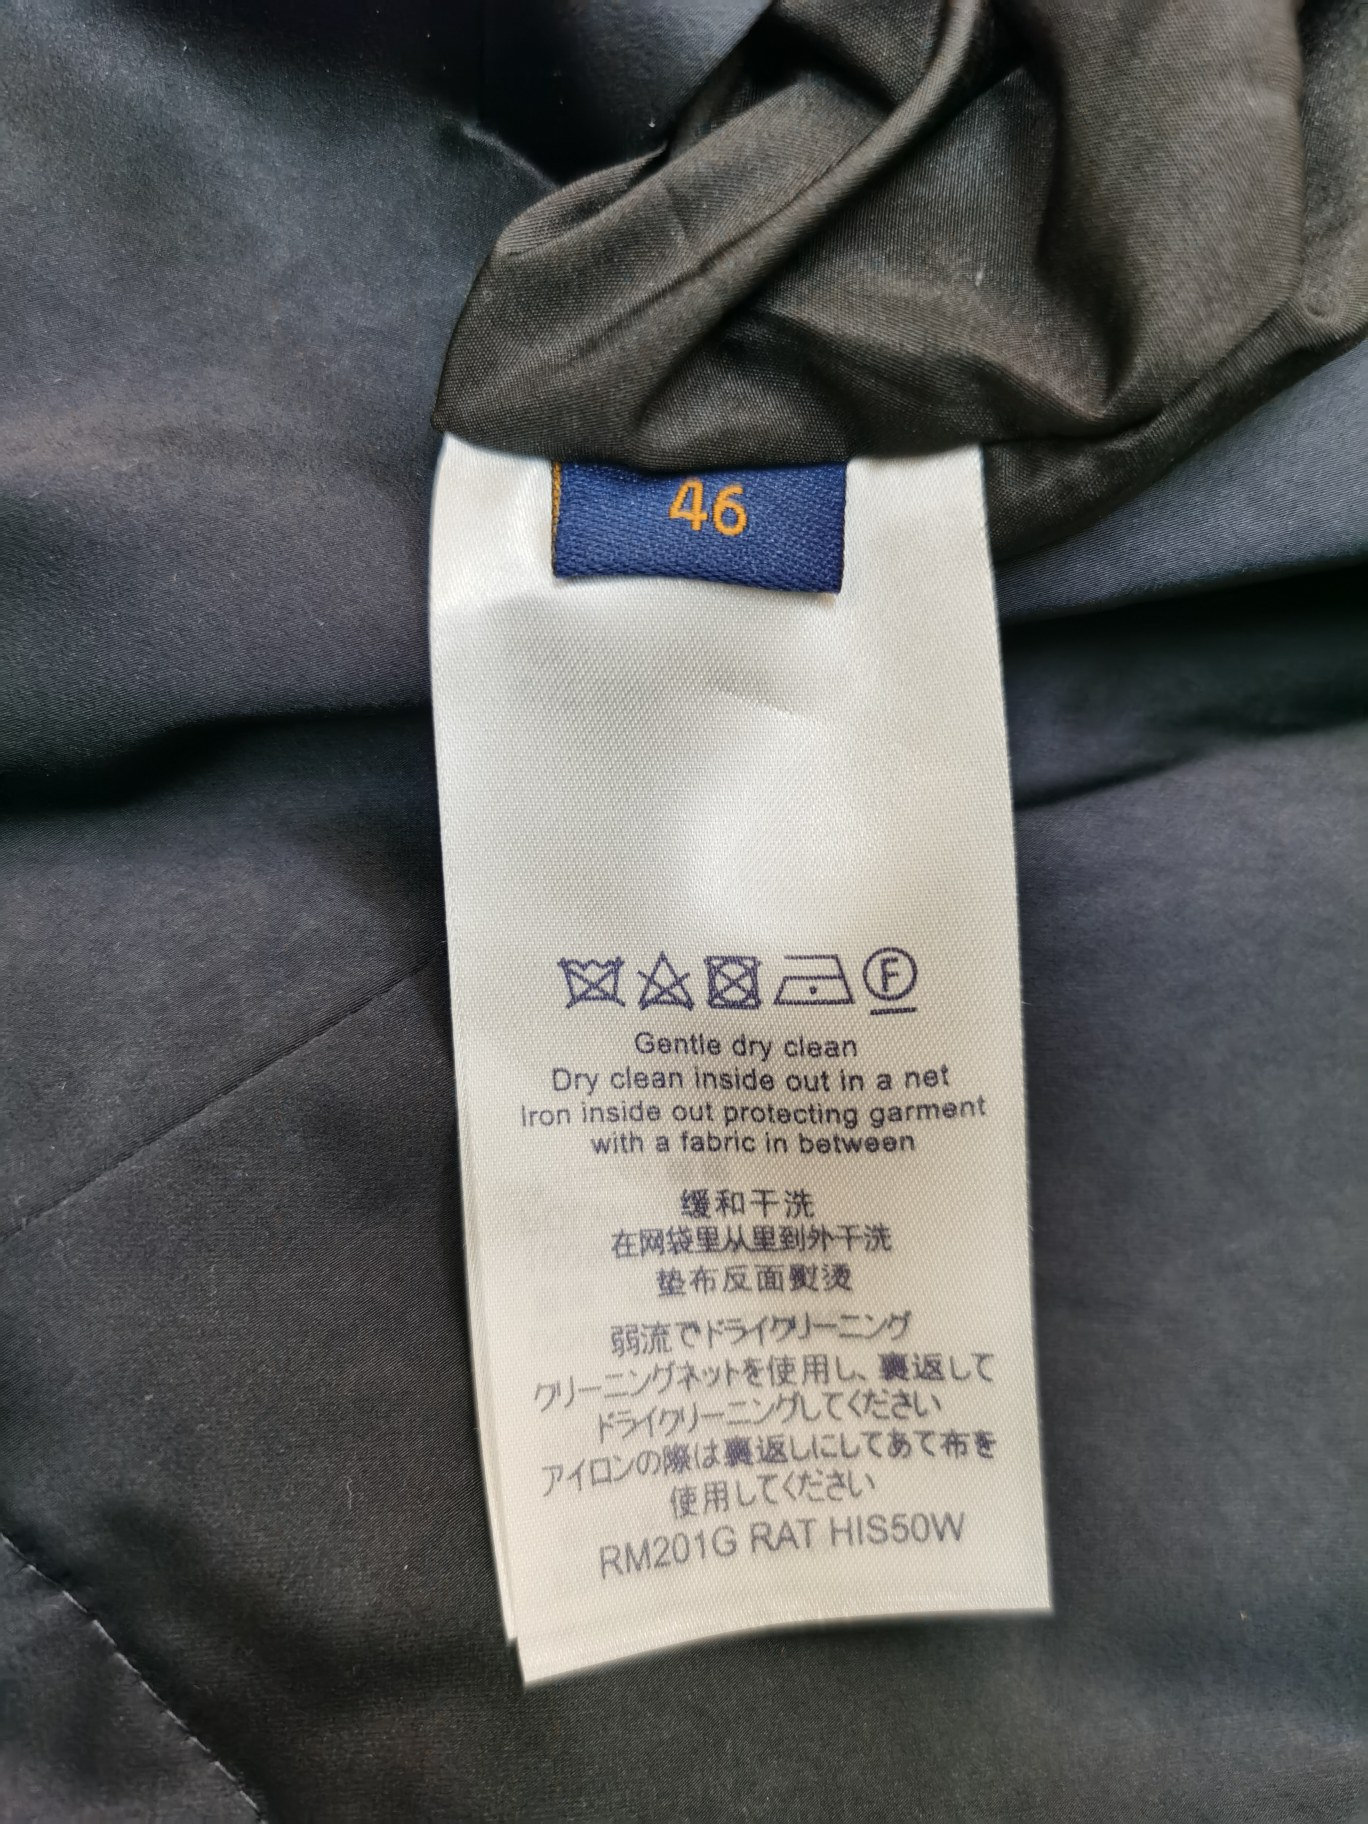 46
F
Gentle dry clean
Dry clean inside out in a net
Iron inside out protecting garment
with a fabric in between
缓和干洗
在网袋里从里到外干洗
垫布反面熨烫
弱流でドライクリーニング
クリーニングネットを使用し、裏返して
ドライクリーニングしてください
アイロンの際は裏返しにしてあて布を
使用してください
RM201G RAT HIS50W